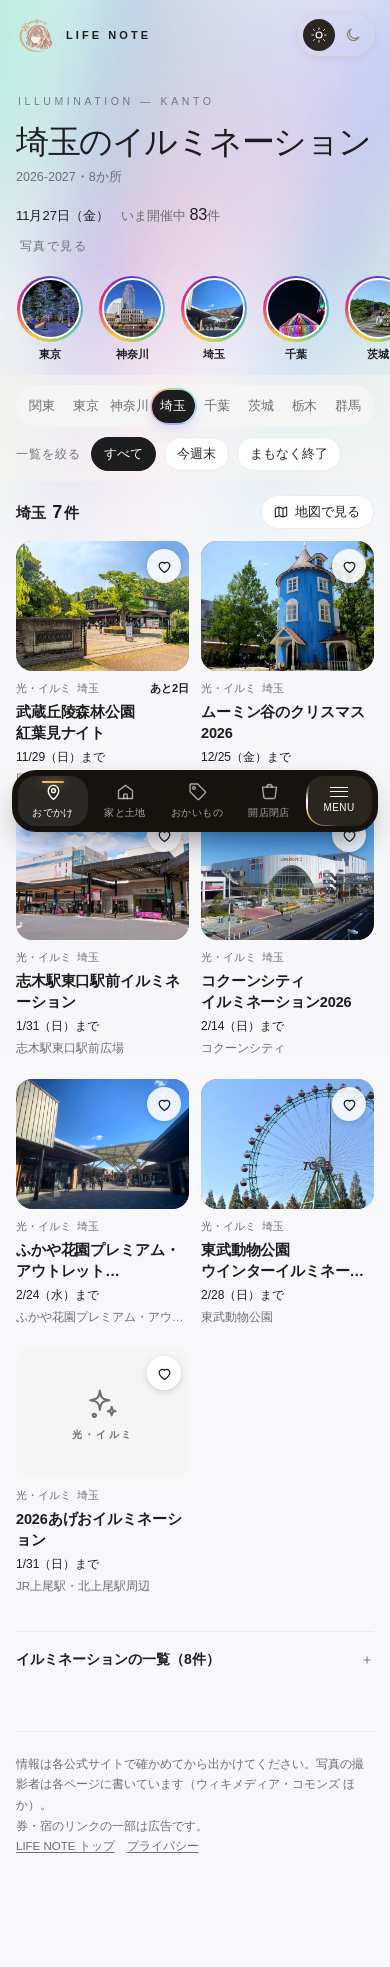 LIFE NOTE
ILLUMINATION — KANTO
埼玉のイルミネーション
2026-2027・8か所
11月27日（金） いま開催中 83件
写真で見る
東京 神奈川 埼玉 千葉 茨城
関東 東京 神奈川 埼玉 千葉 茨城 栃木 群馬
一覧を絞る すべて 今週末 まもなく終了
埼玉 7件 地図で見る
光・イルミ 埼玉 あと2日
武蔵丘陵森林公園
紅葉見ナイト
11/29（日）まで
光・イルミ 埼玉
ムーミン谷のクリスマス
2026
12/25（金）まで
おでかけ 家と土地 おかいもの 開店閉店 MENU
光・イルミ 埼玉
志木駅東口駅前イルミネ
ーション
1/31（日）まで
志木駅東口駅前広場
光・イルミ 埼玉
コクーンシティ
イルミネーション2026
2/14（日）まで
コクーンシティ
光・イルミ 埼玉
ふかや花園プレミアム・
アウトレット…
2/24（水）まで
ふかや花園プレミアム・アウ…
光・イルミ 埼玉
東武動物公園
ウインターイルミネー…
2/28（日）まで
東武動物公園
光・イルミ
光・イルミ 埼玉
2026あげおイルミネーシ
ョン
1/31（日）まで
JR上尾駅・北上尾駅周辺
イルミネーションの一覧（8件） +
情報は各公式サイトで確かめてから出かけてください。写真の撮
影者は各ページに書いています（ウィキメディア・コモンズ ほ
か）。
券・宿のリンクの一部は広告です。
LIFE NOTE トップ プライバシー